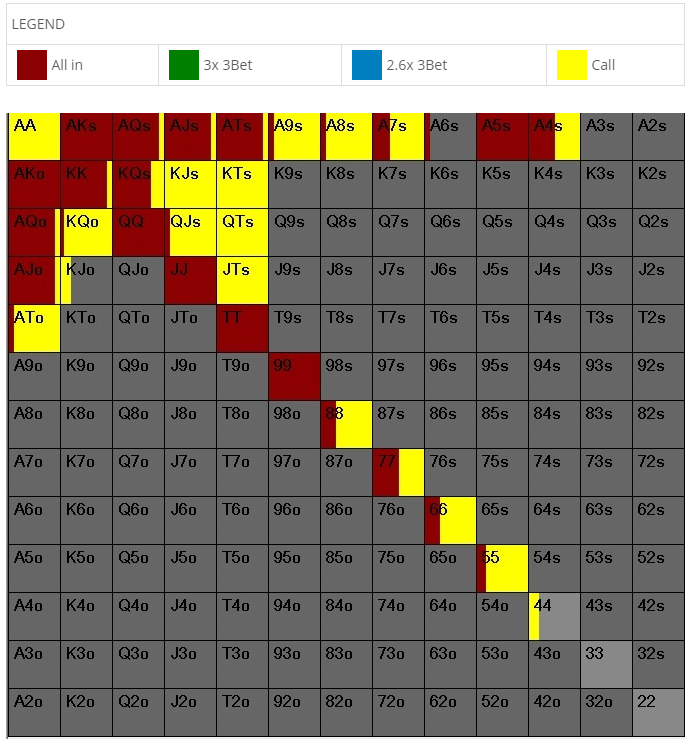 LEGEND
All in 3x 3Bet 2.6x 3Bet Call
AA AKs AQs AJs ATs A9s A8s A7s A6s A5s A4s A3s A2s
AKo KK KQs KJs KTs K9s K8s K7s K6s K5s K4s K3s K2s
AQo KQo QQ QJs QTs Q9s Q8s Q7s Q6s Q5s Q4s Q3s Q2s
AJo KJo QJo JJ JTs J9s J8s J7s J6s J5s J4s J3s J2s
ATo KTo QTo JTo TT T9s T8s T7s T6s T5s T4s T3s T2s
A9o K9o Q9o J9o T9o 99 98s 97s 96s 95s 94s 93s 92s
A8o K8o Q8o J8o T8o 98o 88 87s 86s 85s 84s 83s 82s
A7o K7o Q7o J7o T7o 97o 87o 77 76s 75s 74s 73s 72s
A6o K6o Q6o J6o T6o 96o 86o 76o 66 65s 64s 63s 62s
A5o K5o Q5o J5o T5o 95o 85o 75o 65o 55 54s 53s 52s
A4o K4o Q4o J4o T4o 94o 84o 74o 64o 54o 44 43s 42s
A3o K3o Q3o J3o T3o 93o 83o 73o 63o 53o 43o 33 32s
A2o K2o Q2o J2o T2o 92o 82o 72o 62o 52o 42o 32o 22